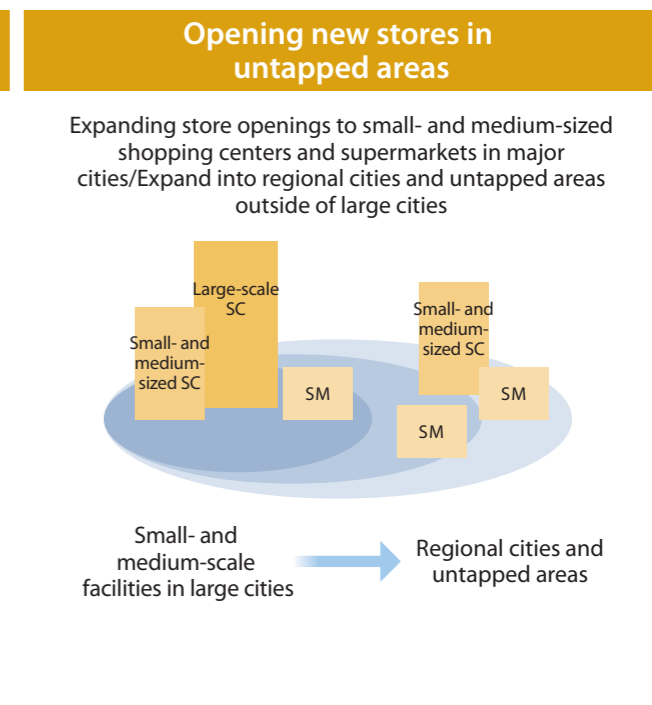 Opening new stores in
untapped areas
Expanding store openings to small- and medium-sized
shopping centers and supermarkets in major
cities/Expand into regional cities and untapped areas
outside of large cities
Large-scale
SC
Small- and
medium-
sized SC
SM
Small- and
medium-
sized SC
SM
SM
Small- and
medium-scale
facilities in large cities
Regional cities and
untapped areas